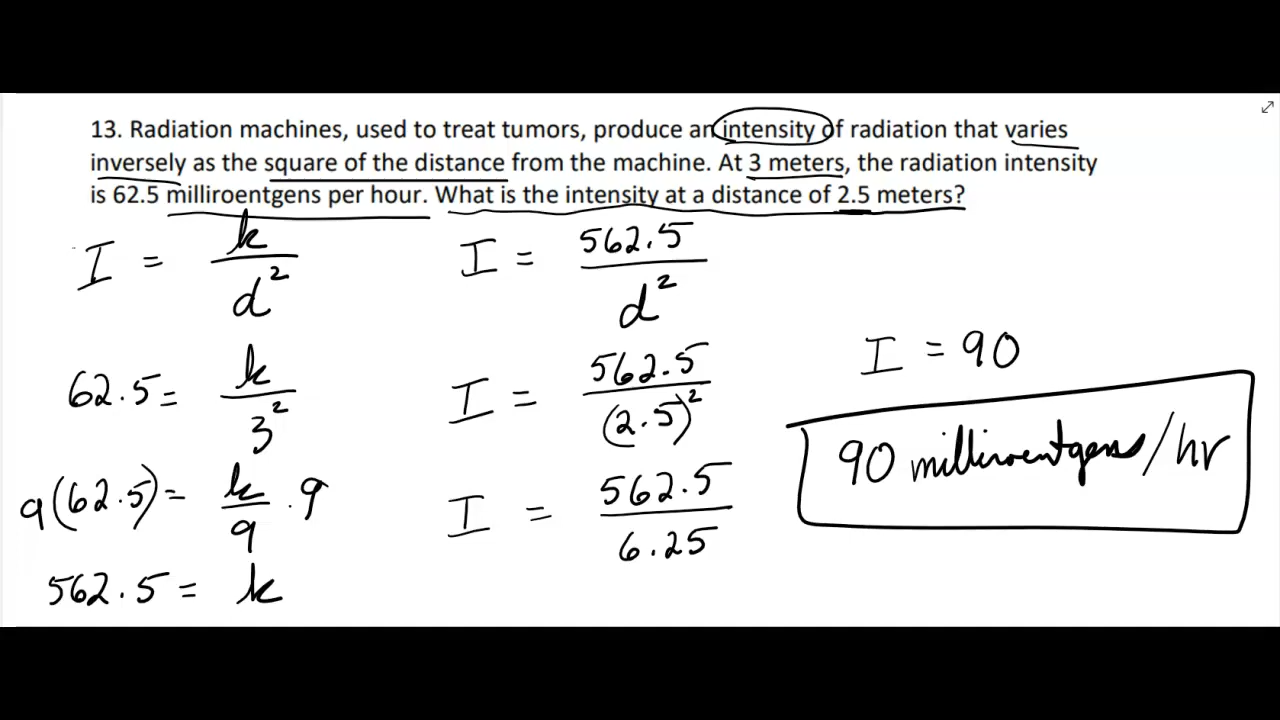 13. Radiation machines, used to treat tumors, produce an intensity of radiation that varies
inversely as the square of the distance from the machine. At 3 meters, the radiation intensity
is 62.5 milliroentgens per hour. What is the intensity at a distance of 2.5 meters?
I = k/d²
62.5 = k/3²
9(62.5) = k/9 · 9
562.5 = k
I = 562.5/d²
I = 562.5/(2.5)²
I = 562.5/6.25
I = 90
90 milliroentgens/hr